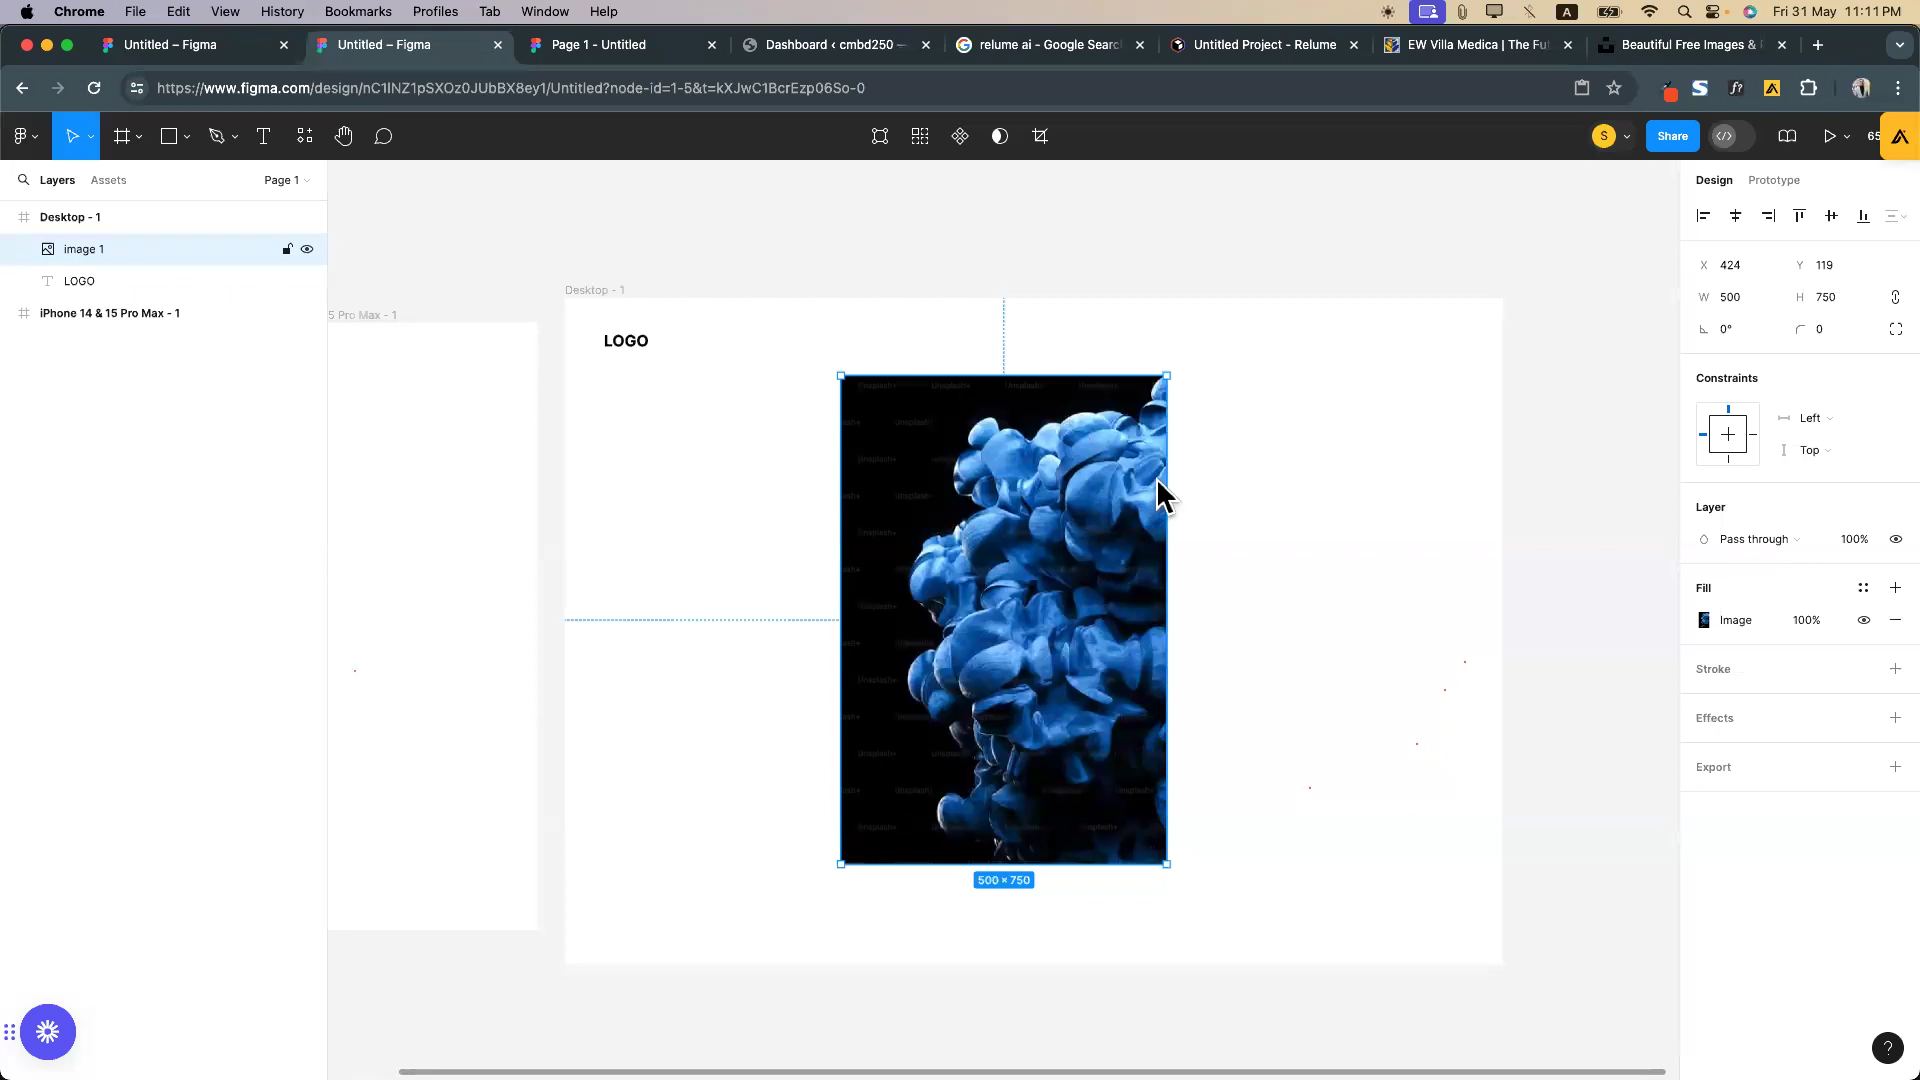 Chrome File Edit View History Bookmarks Profiles Tab Window Help A Fri 31 May 11:11 PM
Untitled – Figma Untitled – Figma Page 1 - Untitled Dashboard ‹ cmbd250 — relume ai - Google Searc Untitled Project - Relume EW Villa Medica | The Fu Beautiful Free Images &
https://www.figma.com/design/nC1lNZ1pSXOz0JUbBX8ey1/Untitled?node-id=1-5&t=kXJwC1BcrEzp06So-0
S Share 65
Layers Assets Page 1
Design Prototype
Desktop - 1
image 1
LOGO
iPhone 14 & 15 Pro Max - 1
5 Pro Max - 1
Desktop - 1
LOGO
500 × 750
X 424 Y 119
W 500 H 750
0° 0
Constraints
Left
Top
Layer
Pass through 100%
Fill
Image 100%
Stroke
Effects
Export
?